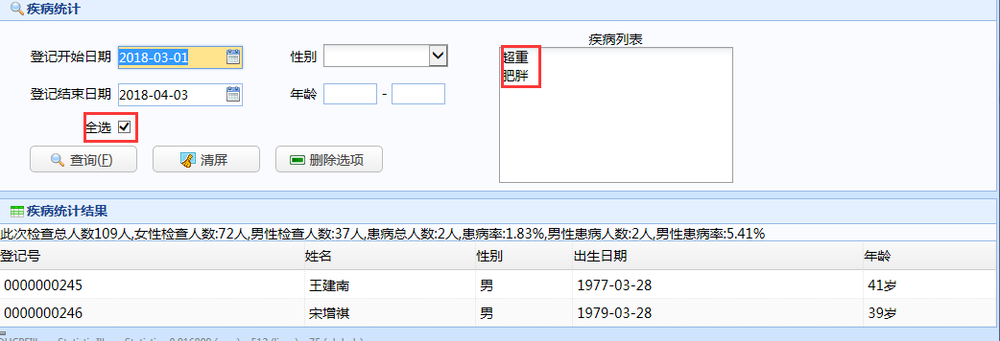 疾病统计
疾病列表
登记开始日期 2018-03-01 性别 超重
肥胖
登记结束日期 2018-04-03 年龄 -
全选
查询(F) 清屏 删除选项
疾病统计结果
此次检查总人数109人,女性检查人数:72人,男性检查人数:37人,患病总人数:2人,患病率:1.83%,男性患病人数:2人,男性患病率:5.41%
登记号 姓名 性别 出生日期 年龄
0000000245 王建南 男 1977-03-28 41岁
0000000246 宋增祺 男 1979-03-28 39岁